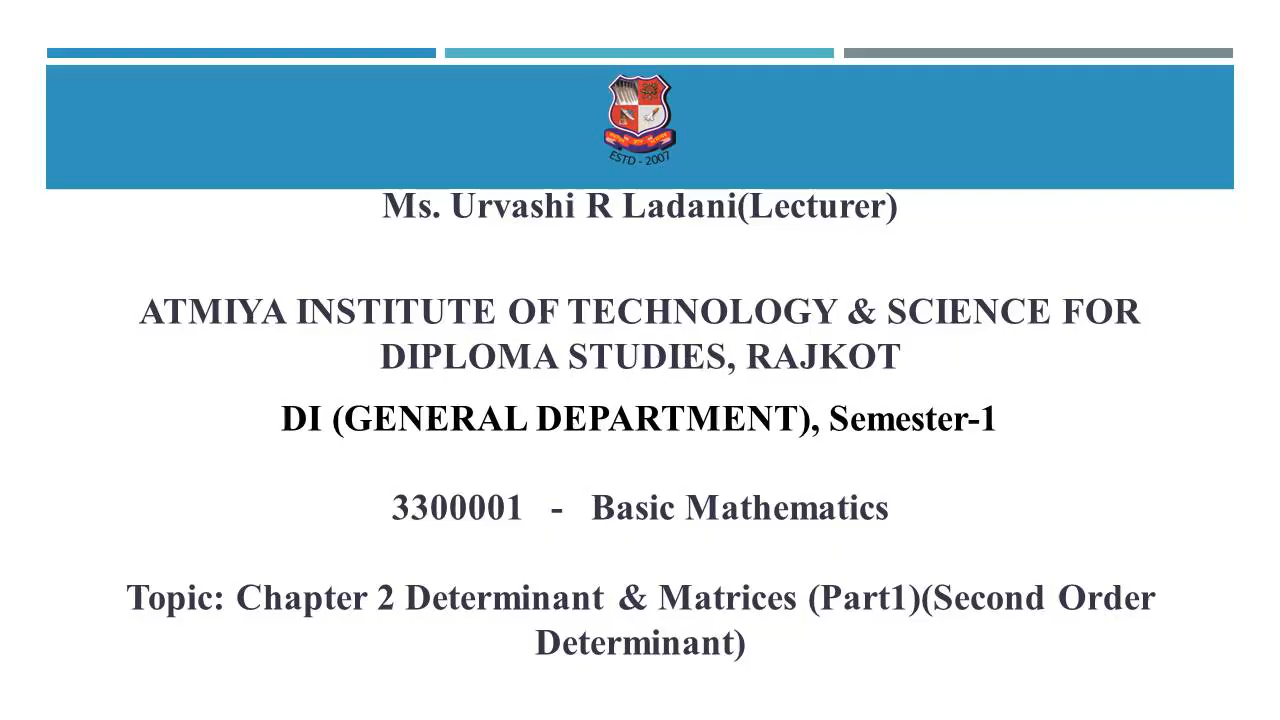 ESTD - 2007
Ms. Urvashi R Ladani(Lecturer)
ATMIYA INSTITUTE OF TECHNOLOGY & SCIENCE FOR
DIPLOMA STUDIES, RAJKOT
DI (GENERAL DEPARTMENT), Semester-1
3300001 - Basic Mathematics
Topic: Chapter 2 Determinant & Matrices (Part1)(Second Order
Determinant)